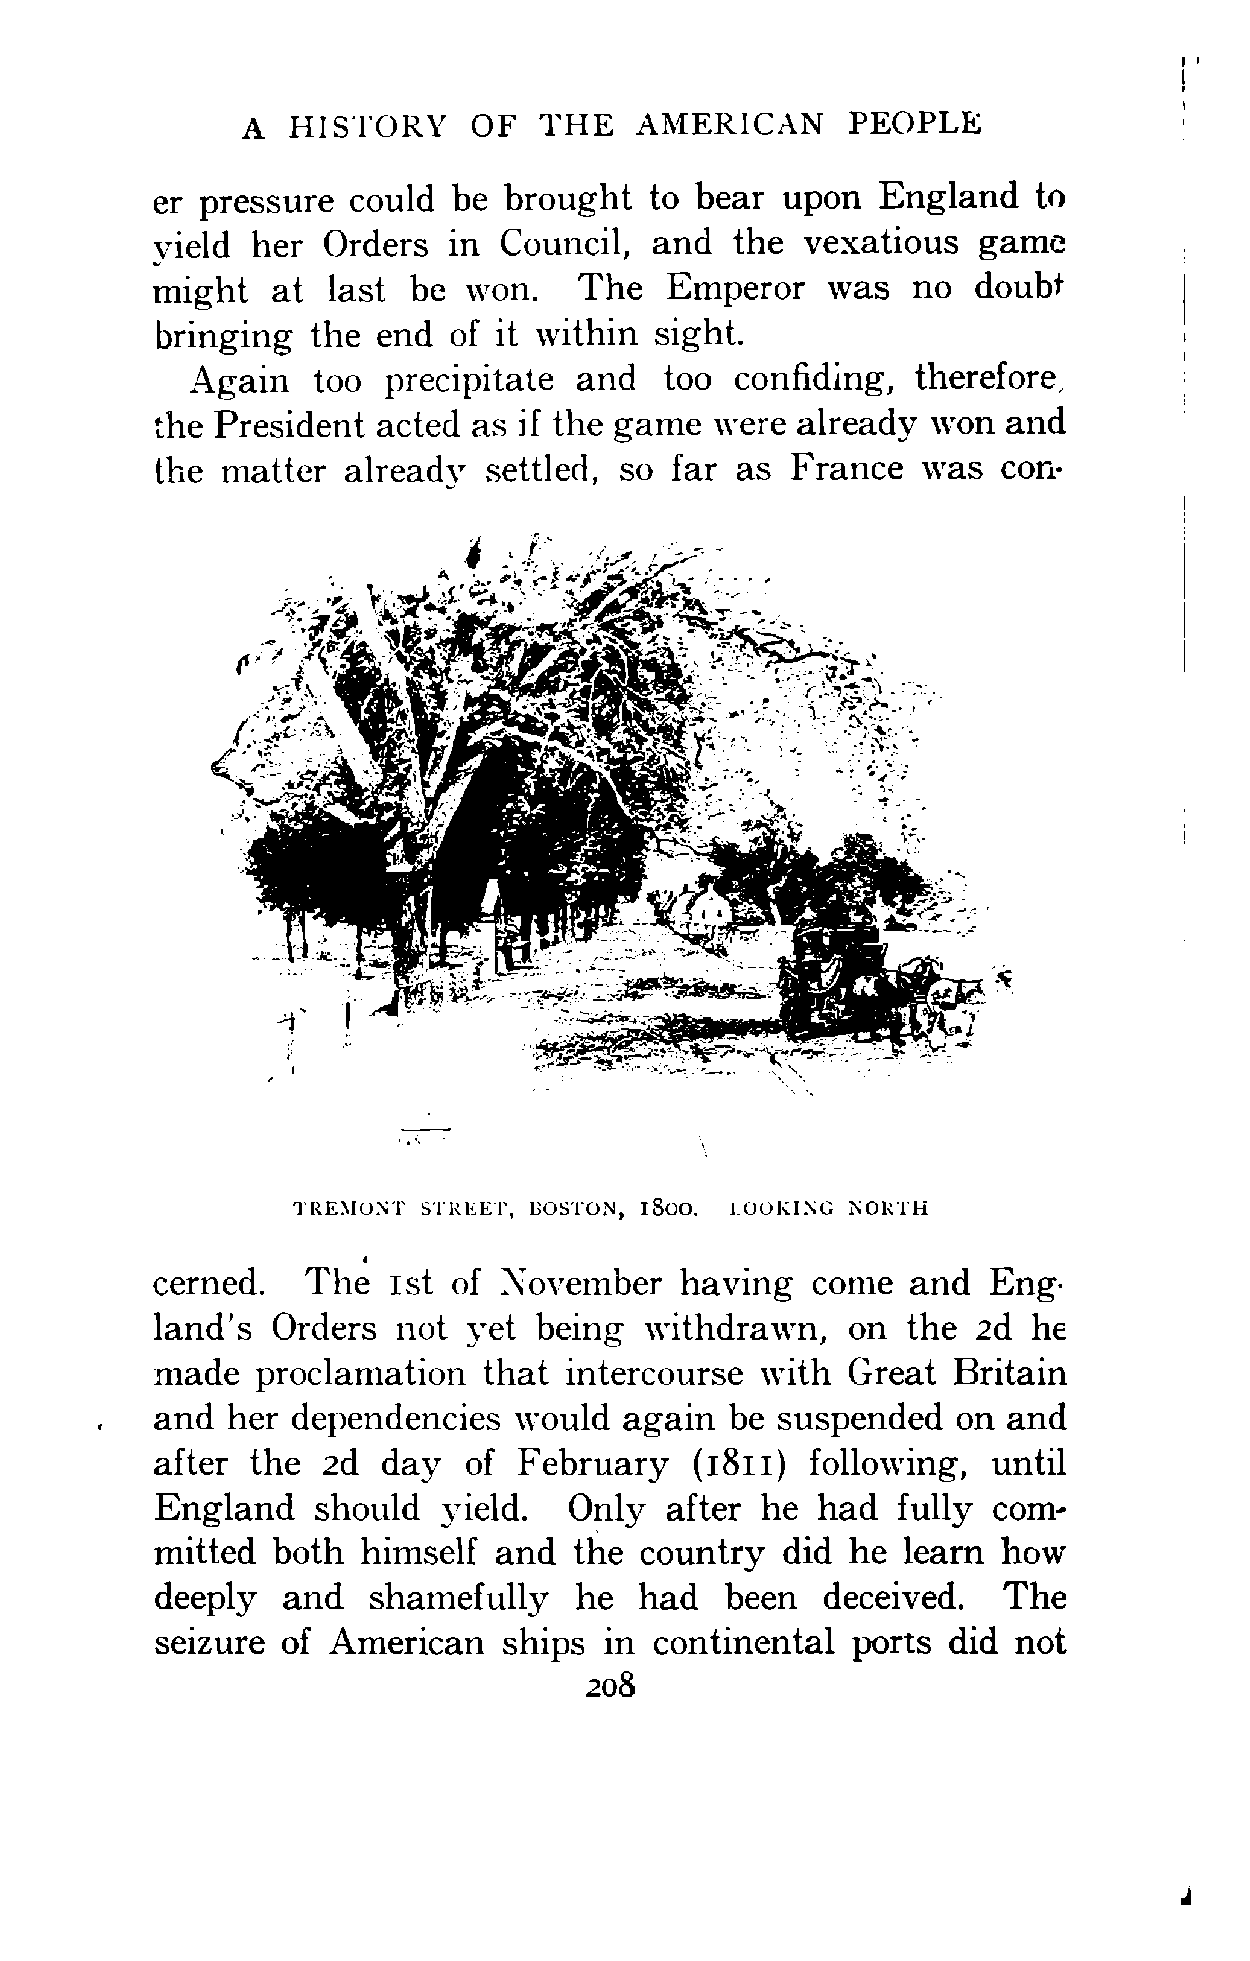 A HISTORY OF THE AMERICAN PEOPLE
er pressure could be brought to bear upon England to
yield her Orders in Council, and the vexatious game
might at last be won. The Emperor was no doubt
bringing the end of it within sight.
Again too precipitate and too confiding, therefore,
the President acted as if the game were already won and
the matter already settled, so far as France was con-
TREMONT STREET, BOSTON, 1800. LOOKING NORTH
cerned. The 1st of November having come and Eng-
land's Orders not yet being withdrawn, on the 2d he
made proclamation that intercourse with Great Britain
and her dependencies would again be suspended on and
after the 2d day of February (1811) following, until
England should yield. Only after he had fully com-
mitted both himself and the country did he learn how
deeply and shamefully he had been deceived. The
seizure of American ships in continental ports did not
208